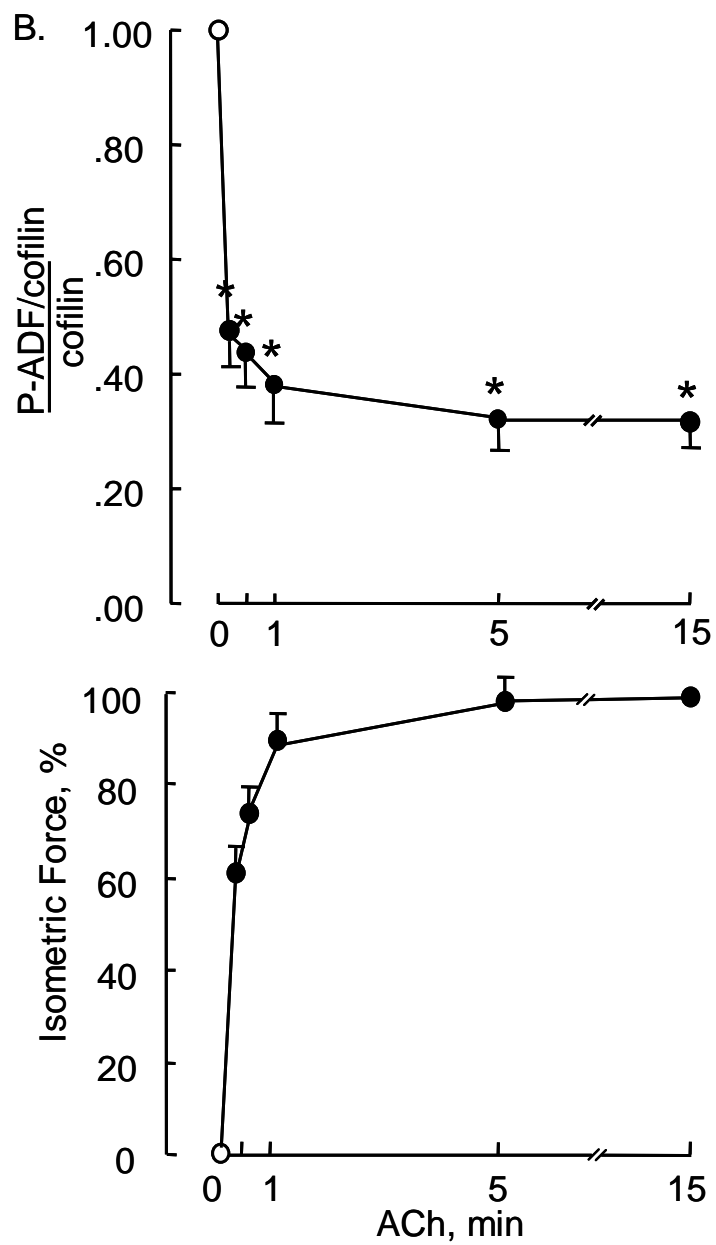 B.
1.00
.80
.60
.40
.20
.00
P-ADF/cofilin
cofilin
*
*
*
*
*
0 1 5 15
100
80
60
40
20
0
Isometric Force, %
0 1 5 15
ACh, min